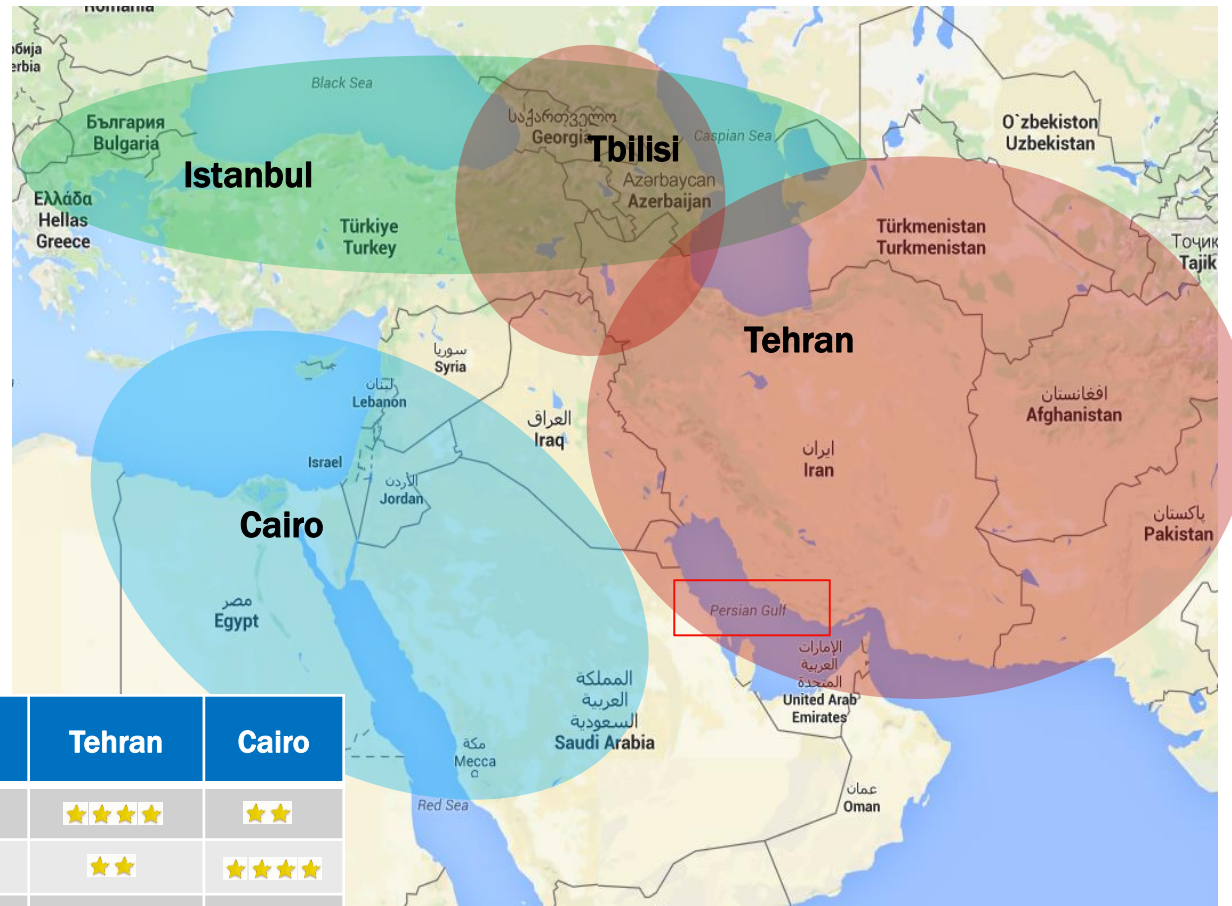 Romania
Black Sea
България
Bulgaria
Istanbul
Ελλάδα
Hellas
Greece
Türkiye
Turkey
საქართველო
Georgia
Tbilisi
Caspian Sea
Azərbaycan
Azerbaijan
O`zbekiston
Uzbekistan
Türkmenistan
Turkmenistan
Tajik
Tehran
سوريا
Syria
لبنان
Lebanon
العراق
Iraq
Israel
الأردن
Jordan
ایران
Iran
افغانستان
Afghanistan
پاکستان
Pakistan
Cairo
مصر
Egypt
Persian Gulf
الإمارات
العربية
المتحدة
United Arab
Emirates
المملكة
العربية
السعودية
Saudi Arabia
مكة
Mecca
Red Sea
عمان
Oman
Tehran Cairo